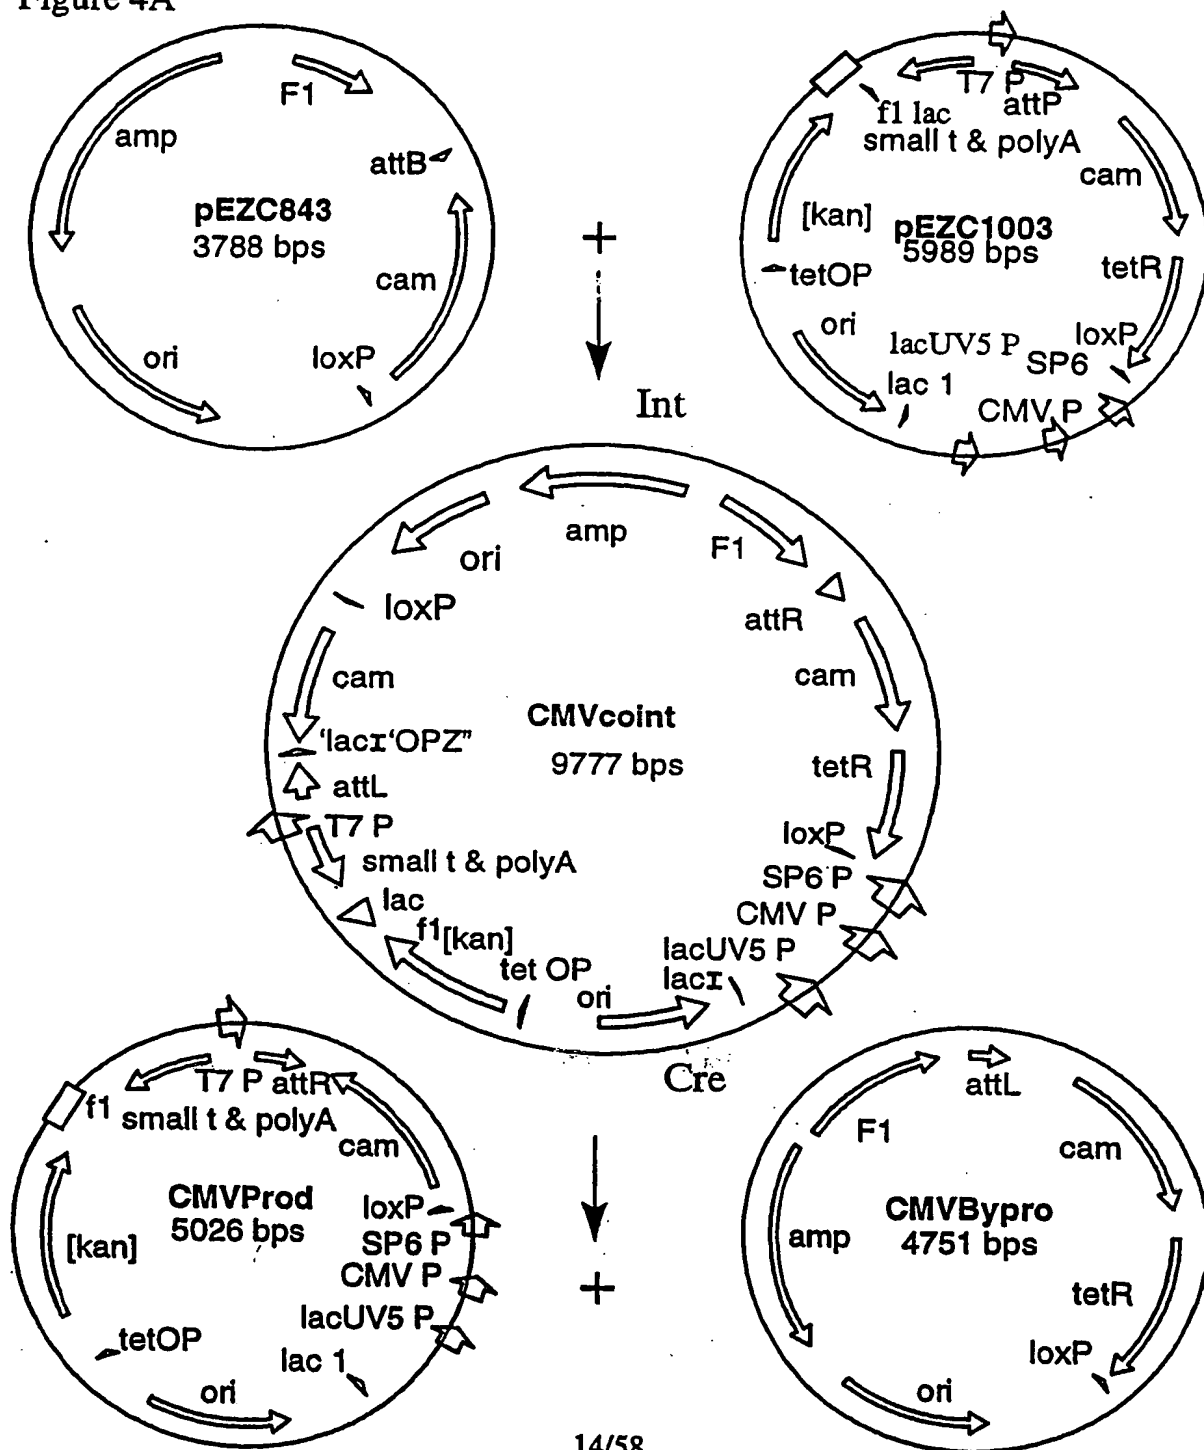 Figure 4A
F1
amp
attB
pEZC843
3788 bps
cam
ori
loxP
+
Int
T7 P
attP
f1 lac
small t & polyA
cam
[kan]
pEZC1003
5989 bps
tetOP
tetR
ori
loxP
lacUV5 P
SP6
lac 1
CMV P
amp
F1
ori
loxP
attR
cam
cam
CMVcoint
9777 bps
'lacI'OPZ"
tetR
attL
T7 P
loxP
small t & polyA
SP6 P
lac
CMV P
f1
[kan]
lacUV5 P
tet OP
lacI
ori
Cre
T7 P
attR
f1
small t & polyA
cam
CMVProd
5026 bps
loxP
[kan]
SP6 P
CMV P
lacUV5 P
tetOP
lac 1
ori
+
attL
F1
cam
CMVBypro
4751 bps
amp
tetR
loxP
ori
14/58